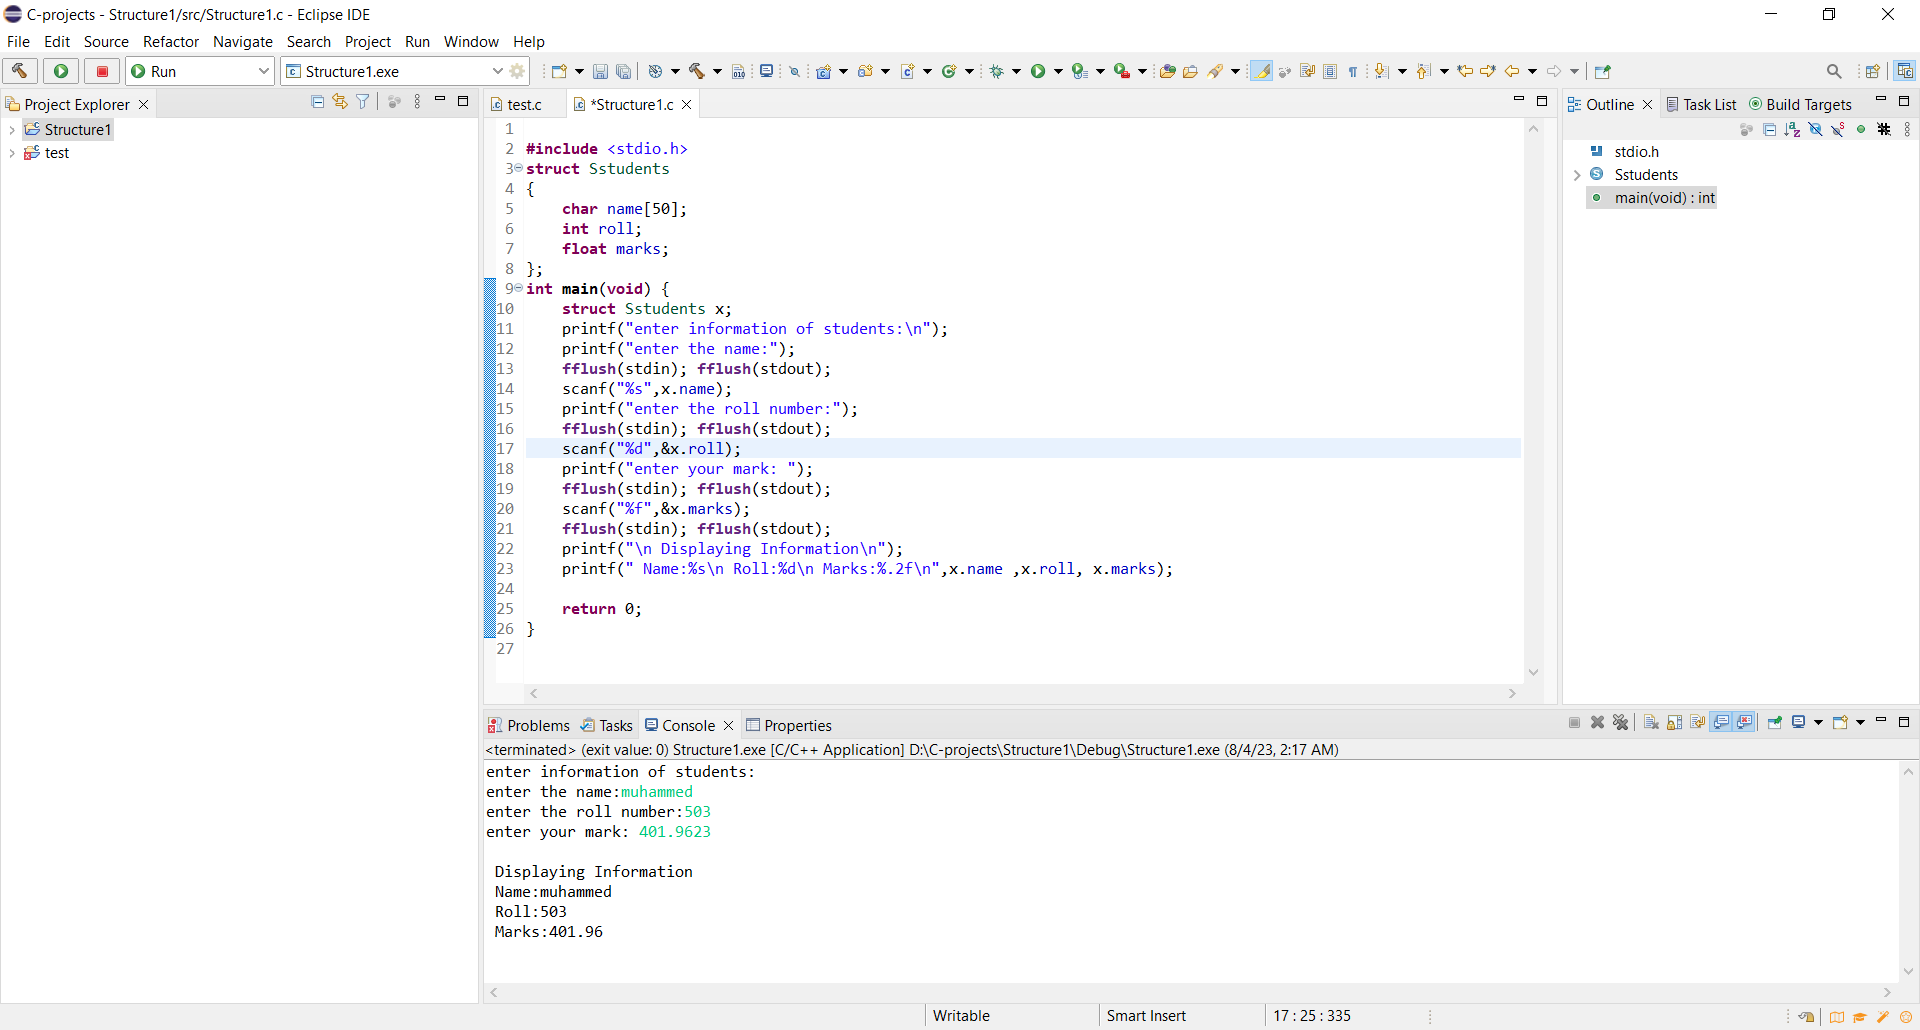 C-projects - Structure1/src/Structure1.c - Eclipse IDE
File Edit Source Refactor Navigate Search Project Run Window Help
Run Structure1.exe
Project Explorer
Structure1
test
test.c *Structure1.c
1
2 #include <stdio.h>
3 struct Sstudents
4 {
5     char name[50];
6     int roll;
7     float marks;
8 };
9 int main(void) {
10     struct Sstudents x;
11     printf("enter information of students:\n");
12     printf("enter the name:");
13     fflush(stdin); fflush(stdout);
14     scanf("%s",x.name);
15     printf("enter the roll number:");
16     fflush(stdin); fflush(stdout);
17     scanf("%d",&x.roll);
18     printf("enter your mark: ");
19     fflush(stdin); fflush(stdout);
20     scanf("%f",&x.marks);
21     fflush(stdin); fflush(stdout);
22     printf("\n Displaying Information\n");
23     printf(" Name:%s\n Roll:%d\n Marks:%.2f\n",x.name ,x.roll, x.marks);
24
25     return 0;
26 }
27
Outline Task List Build Targets
stdio.h
Sstudents
main(void) : int
Problems Tasks Console Properties
<terminated> (exit value: 0) Structure1.exe [C/C++ Application] D:\C-projects\Structure1\Debug\Structure1.exe (8/4/23, 2:17 AM)
enter information of students:
enter the name:muhammed
enter the roll number:503
enter your mark: 401.9623
Displaying Information
Name:muhammed
Roll:503
Marks:401.96
Writable Smart Insert 17 : 25 : 335